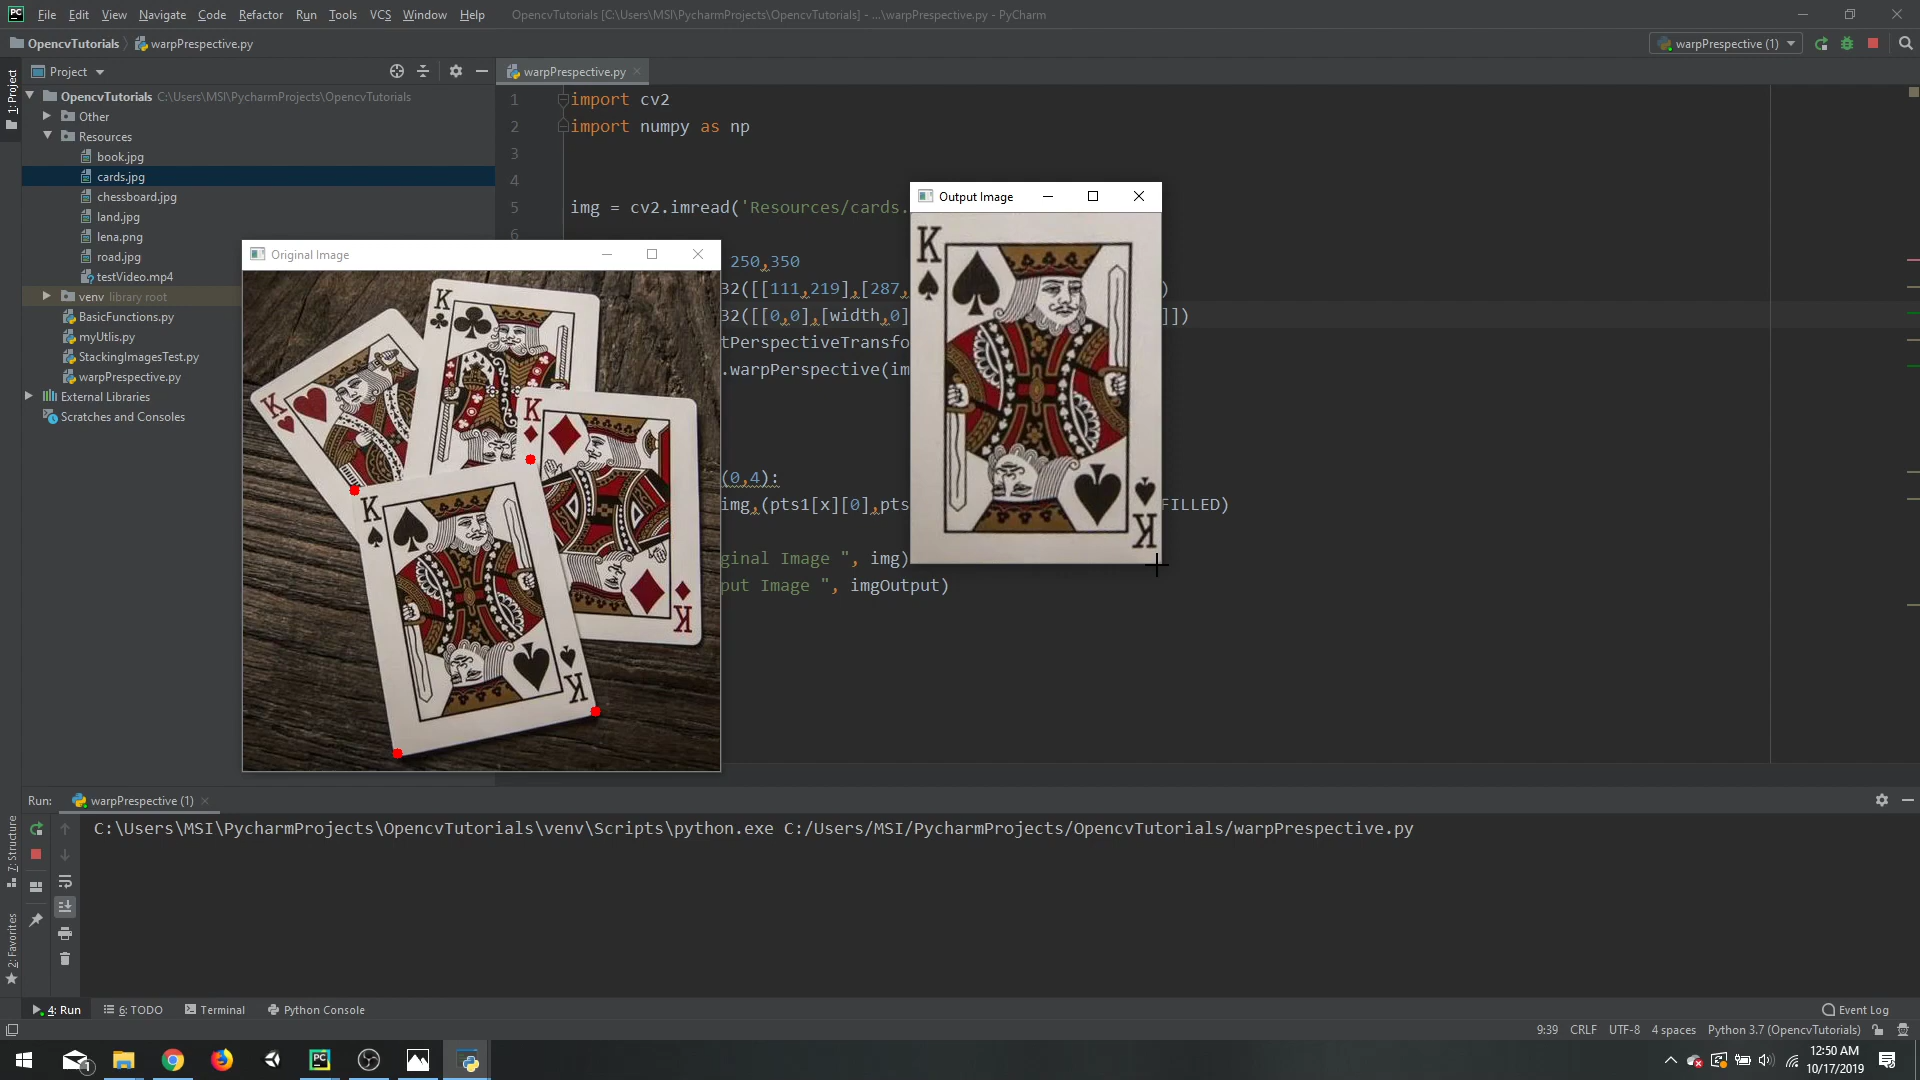 File Edit View Navigate Code Refactor Run Tools VCS Window Help OpencvTutorials [C:\Users\MSI\PycharmProjects\OpencvTutorials] - ...\warpPrespective.py - PyCharm
OpencvTutorials warpPrespective.py warpPrespective (1)
1: Project
Project
warpPrespective.py
OpencvTutorials C:\Users\MSI\PycharmProjects\OpencvTutorials
Other
Resources
book.jpg
cards.jpg
chessboard.jpg
land.jpg
lena.png
road.jpg
testVideo.mp4
venv library root
BasicFunctions.py
myUtlis.py
StackingImagesTest.py
warpPrespective.py
External Libraries
Scratches and Consoles
1 import cv2
2 import numpy as np
3
4
5 img = cv2.imread('Resources/cards.
6
250,350
32([[111,219],[287, )
32([[0,0],[width,0] ]])
tPerspectiveTransfo
.warpPerspective(im
(0,4):
img,(pts1[x][0],pts FILLED)
ginal Image ", img)
put Image ", imgOutput)
Original Image
K
K
K
K
K
K
Output Image
K
K
Run: warpPrespective (1)
C:\Users\MSI\PycharmProjects\OpencvTutorials\venv\Scripts\python.exe C:/Users/MSI/PycharmProjects/OpencvTutorials/warpPrespective.py
7: Structure
2: Favorites
4: Run 6: TODO Terminal Python Console Event Log
9:39 CRLF UTF-8 4 spaces Python 3.7 (OpencvTutorials)
12:50 AM
10/17/2019